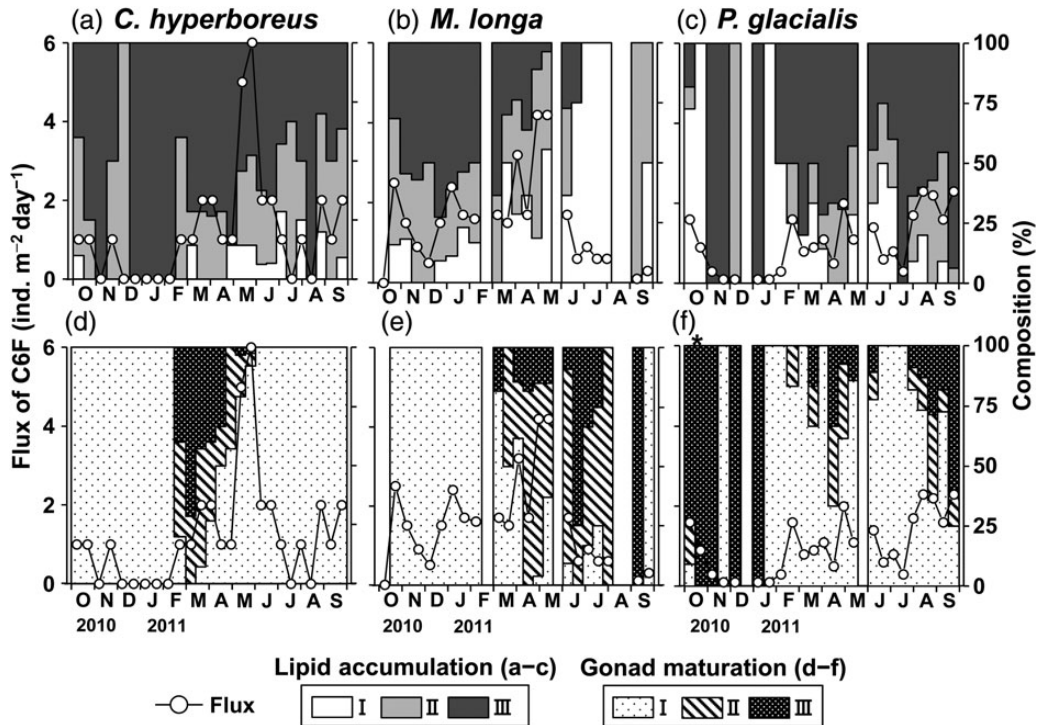 (a) C. hyperboreus (b) M. longa (c) P. glacialis
6 100
4 75
50
2 25
0 0
O N D J F M A M J J A S O N D J F M A M J J A S O N D J F M A M J J A S
(d) (e) (f) *
6 100
4 75
50
2 25
0 0
O N D J F M A M J J A S O N D J F M A M J J A S O N D J F M A M J J A S
2010 2011 2010 2011 2010 2011
Flux of C6F (ind. m⁻² day⁻¹)
Composition (%)
Lipid accumulation (a−c) Gonad maturation (d−f)
Flux I II III I II III